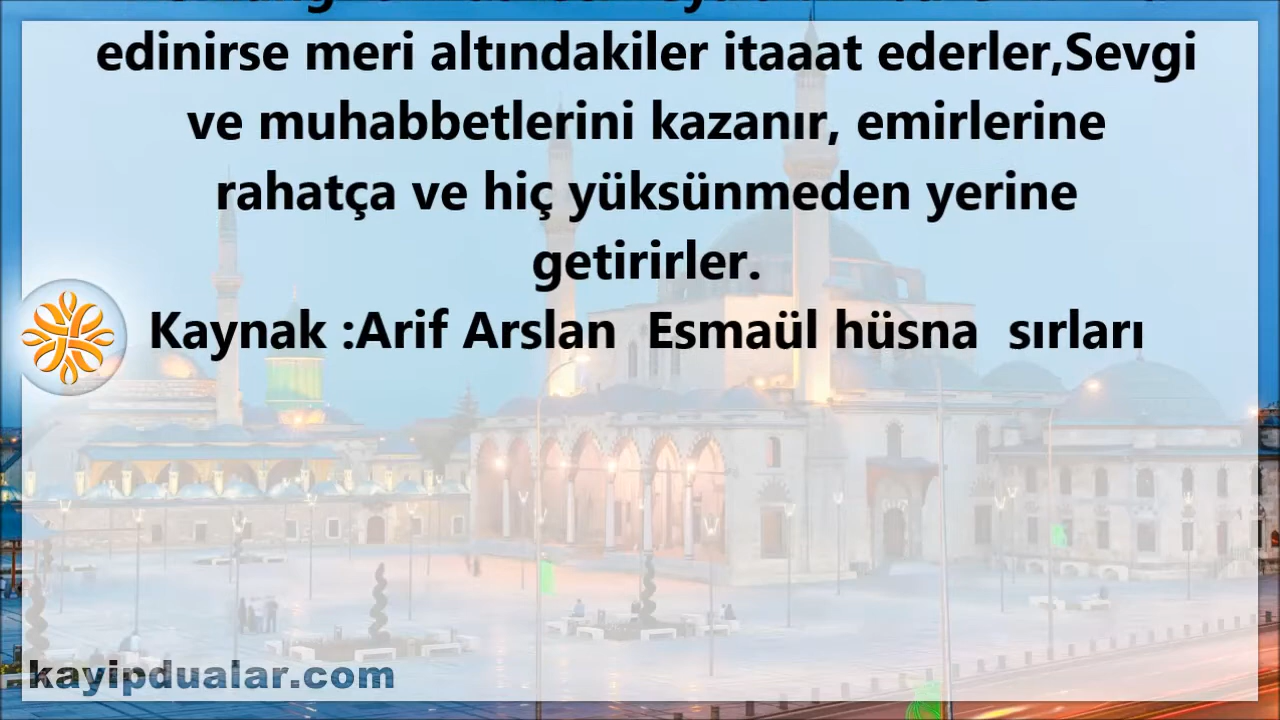 edinirse meri altındakiler itaaat ederler,Sevgi
ve muhabbetlerini kazanır, emirlerine
rahatça ve hiç yüksünmeden yerine
getirirler.
Kaynak :Arif Arslan Esmaül hüsna sırları
kayipdualar.com